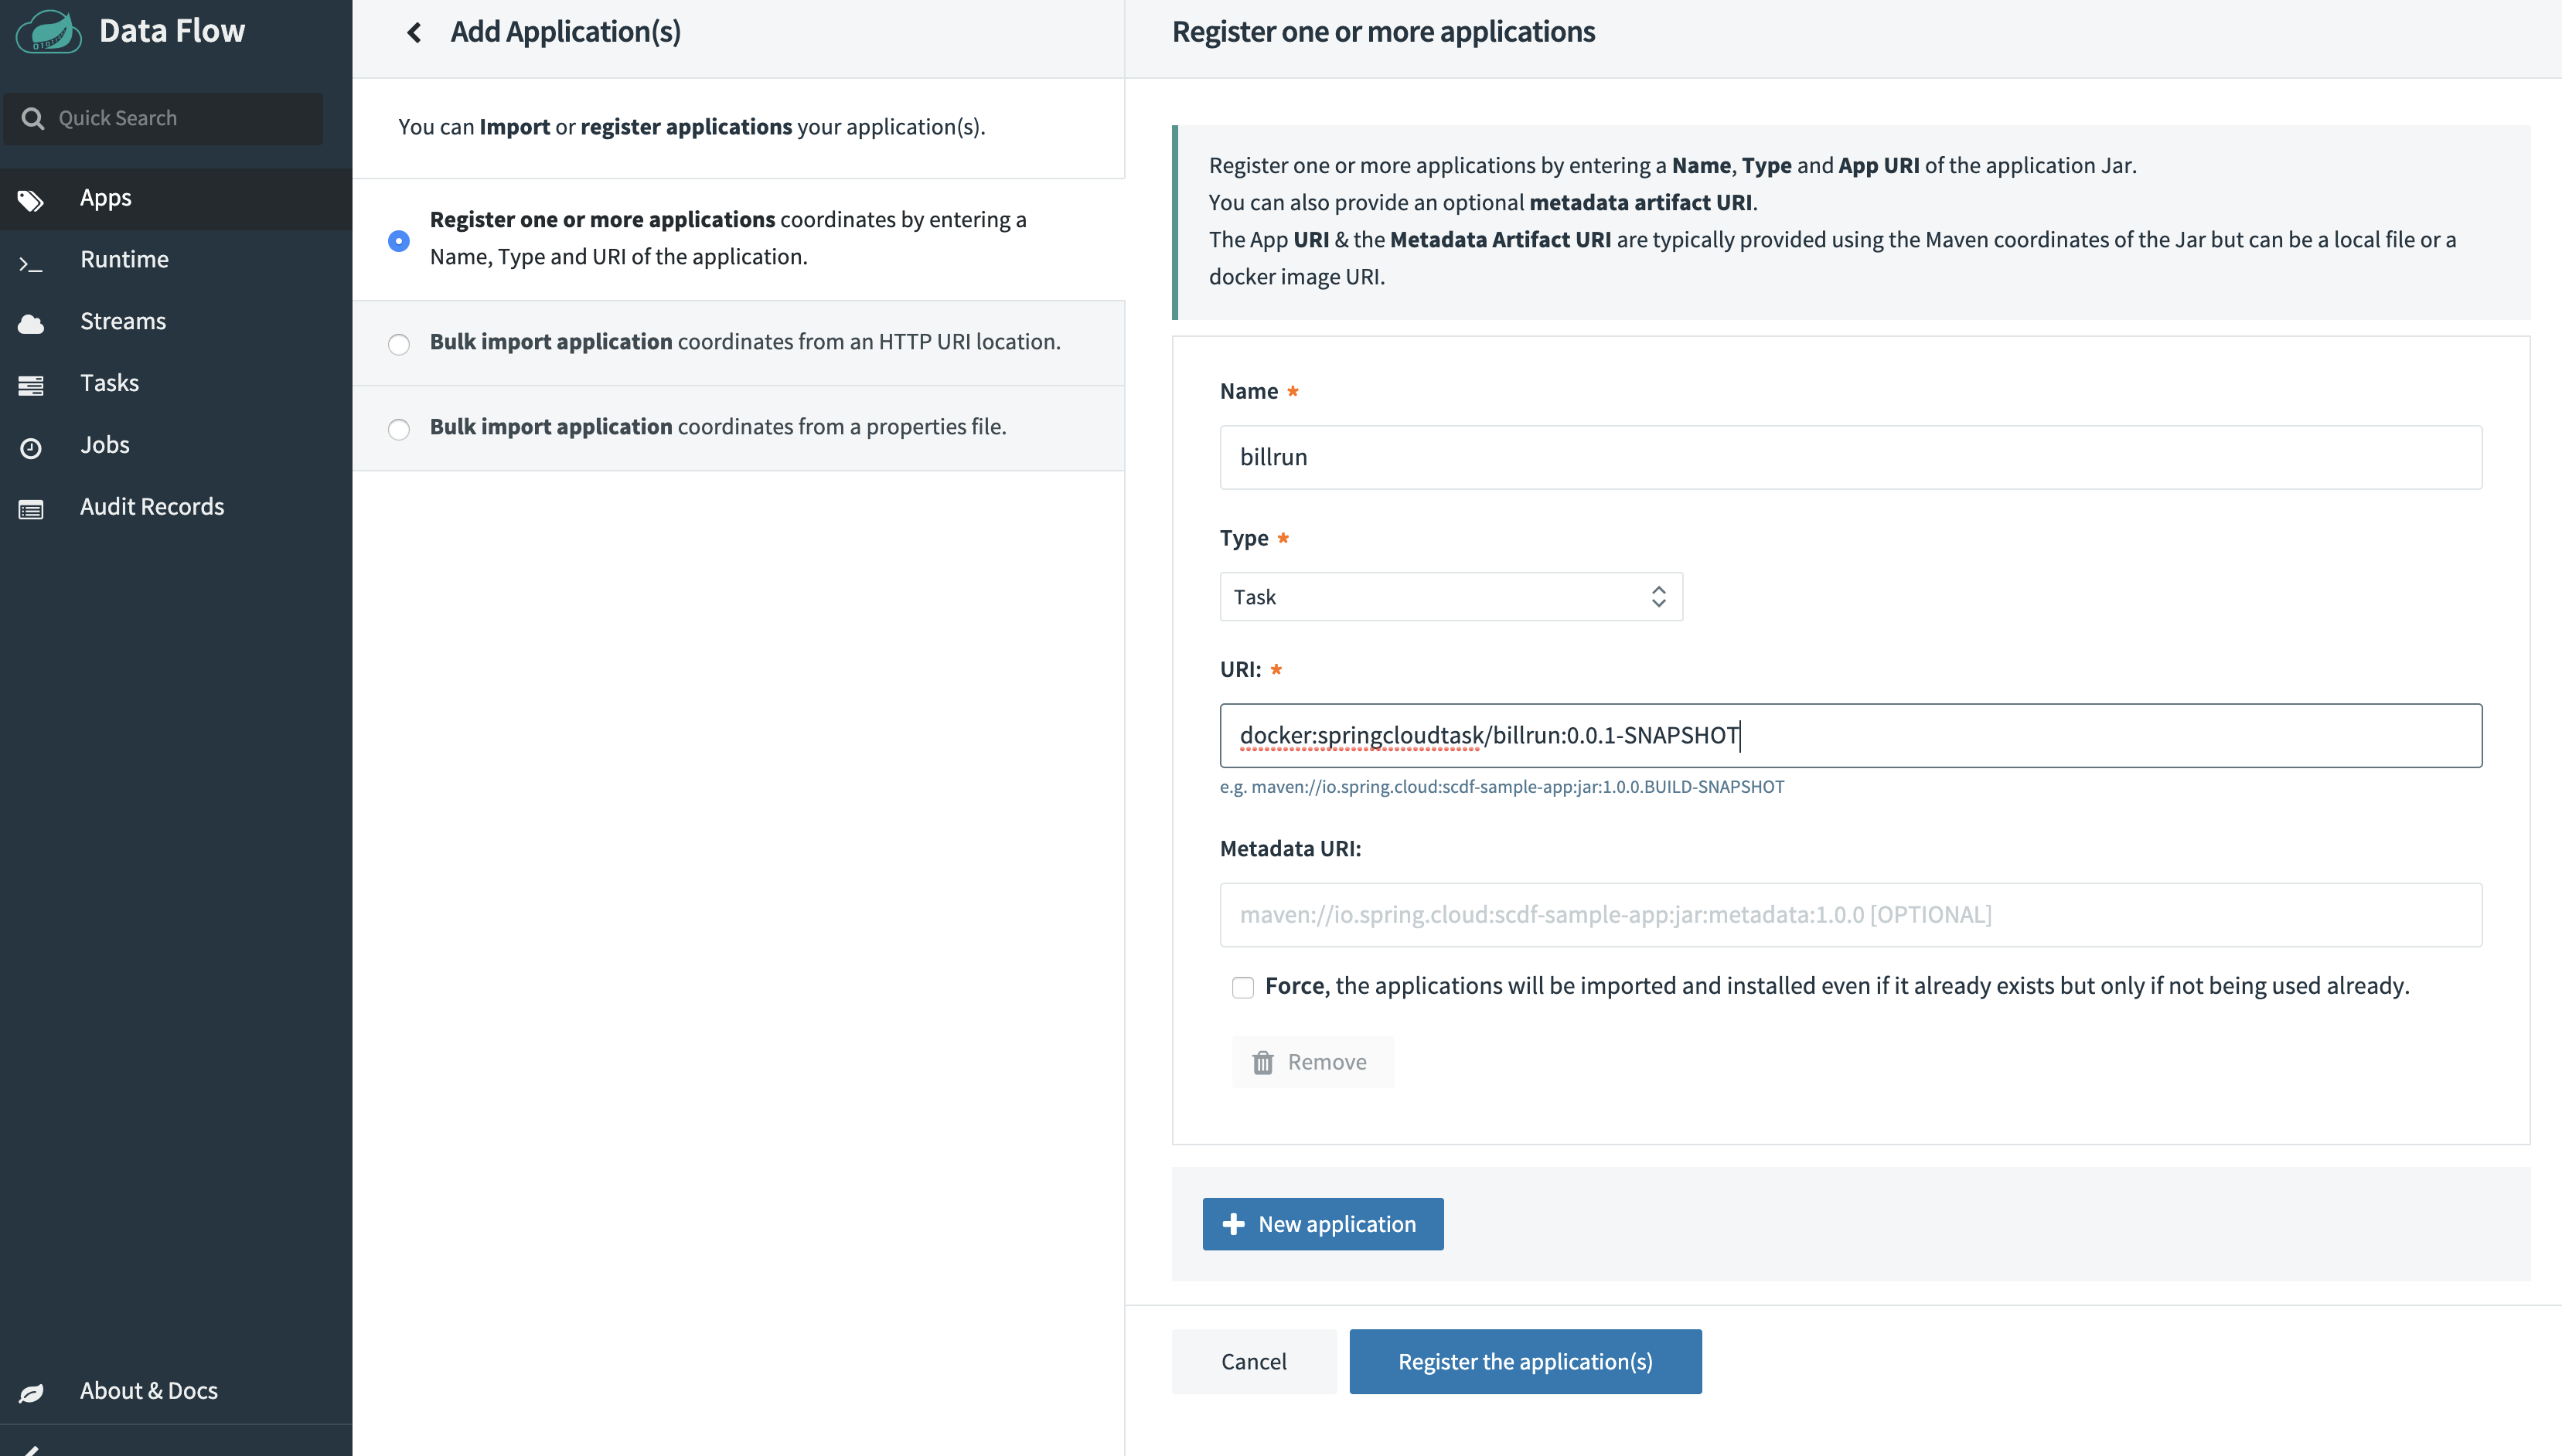 Data Flow
Quick Search
Apps
Runtime
Streams
Tasks
Jobs
Audit Records
About & Docs
Add Application(s)
You can Import or register applications your application(s).
Register one or more applications coordinates by entering a
Name, Type and URI of the application.
Bulk import application coordinates from an HTTP URI location.
Bulk import application coordinates from a properties file.
Register one or more applications
Register one or more applications by entering a Name, Type and App URI of the application Jar.
You can also provide an optional metadata artifact URI.
The App URI & the Metadata Artifact URI are typically provided using the Maven coordinates of the Jar but can be a local file or a
docker image URI.
Name *
billrun
Type *
Task
URI: *
docker:springcloudtask/billrun:0.0.1-SNAPSHOT
e.g. maven://io.spring.cloud:scdf-sample-app:jar:1.0.0.BUILD-SNAPSHOT
Metadata URI:
maven://io.spring.cloud:scdf-sample-app:jar:metadata:1.0.0 [OPTIONAL]
Force, the applications will be imported and installed even if it already exists but only if not being used already.
Remove
New application
Cancel
Register the application(s)